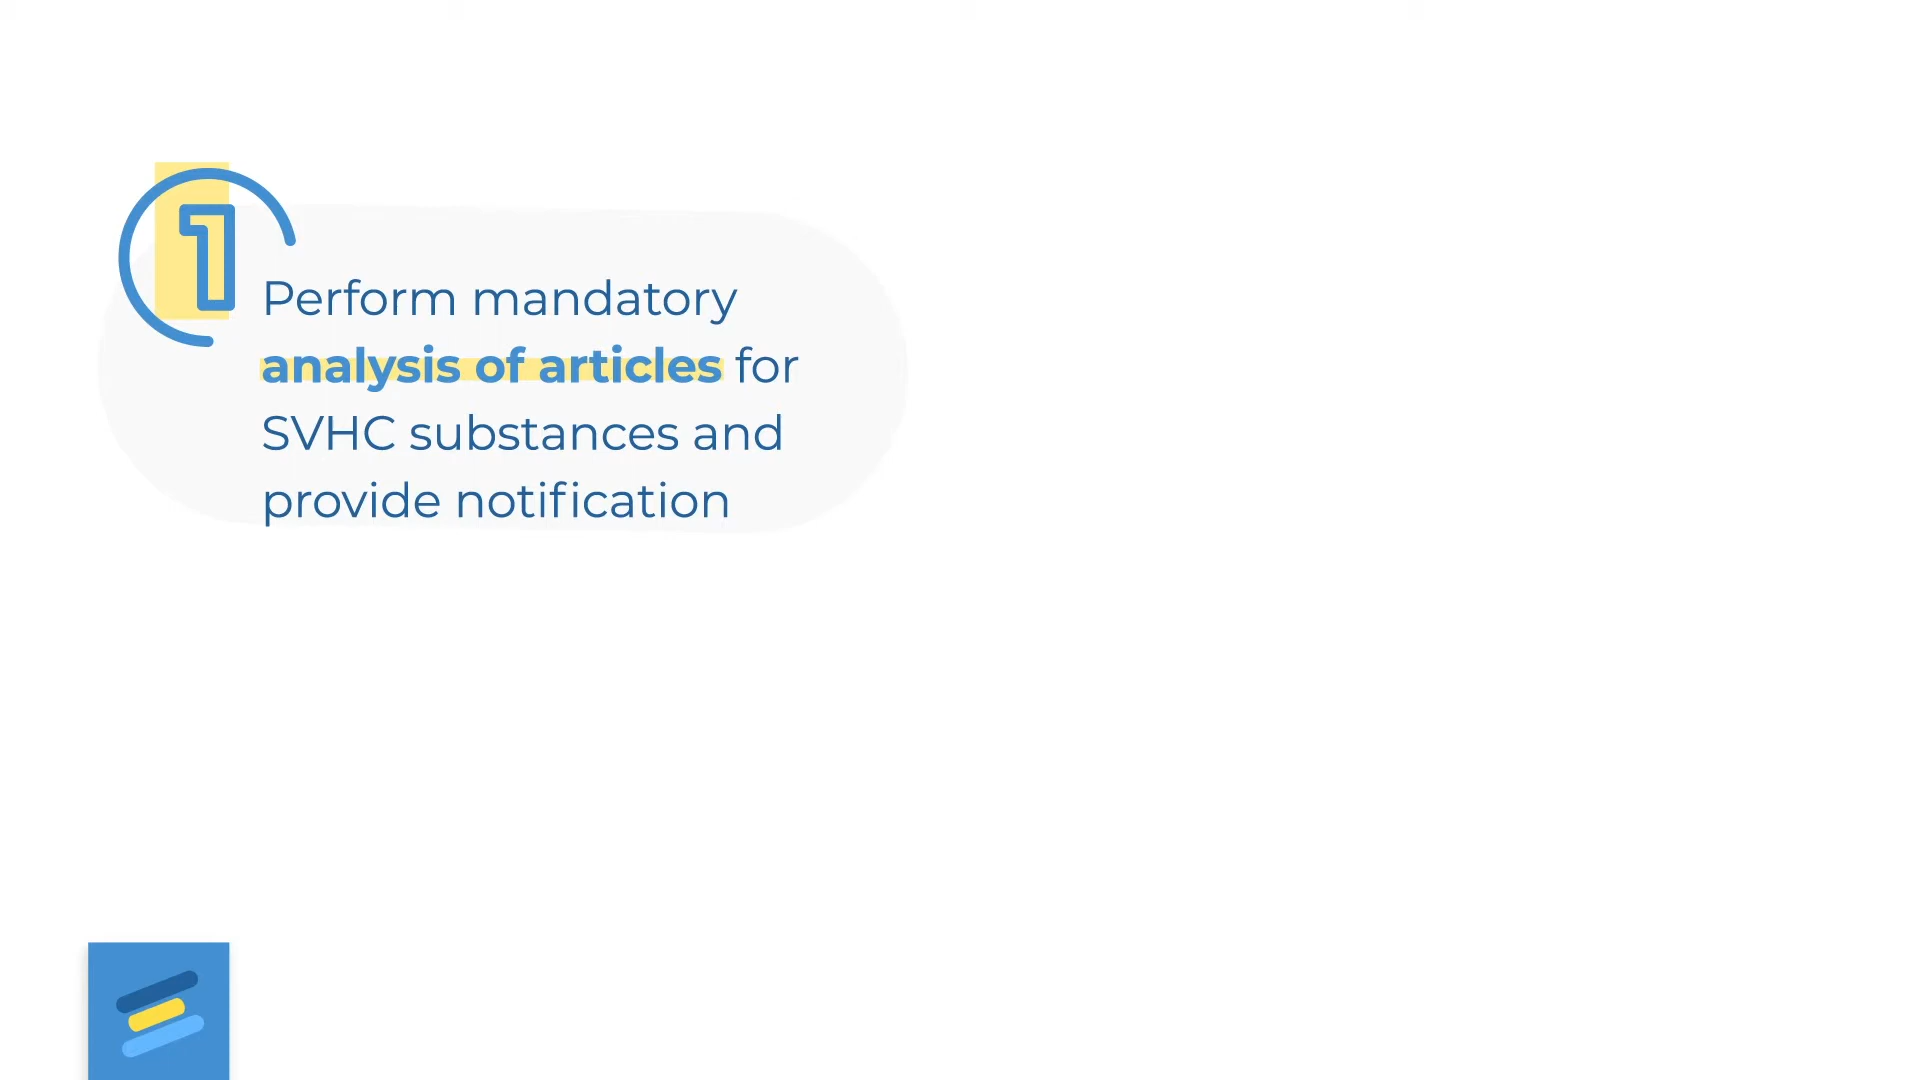 1
Perform mandatory
analysis of articles for
SVHC substances and
provide notification